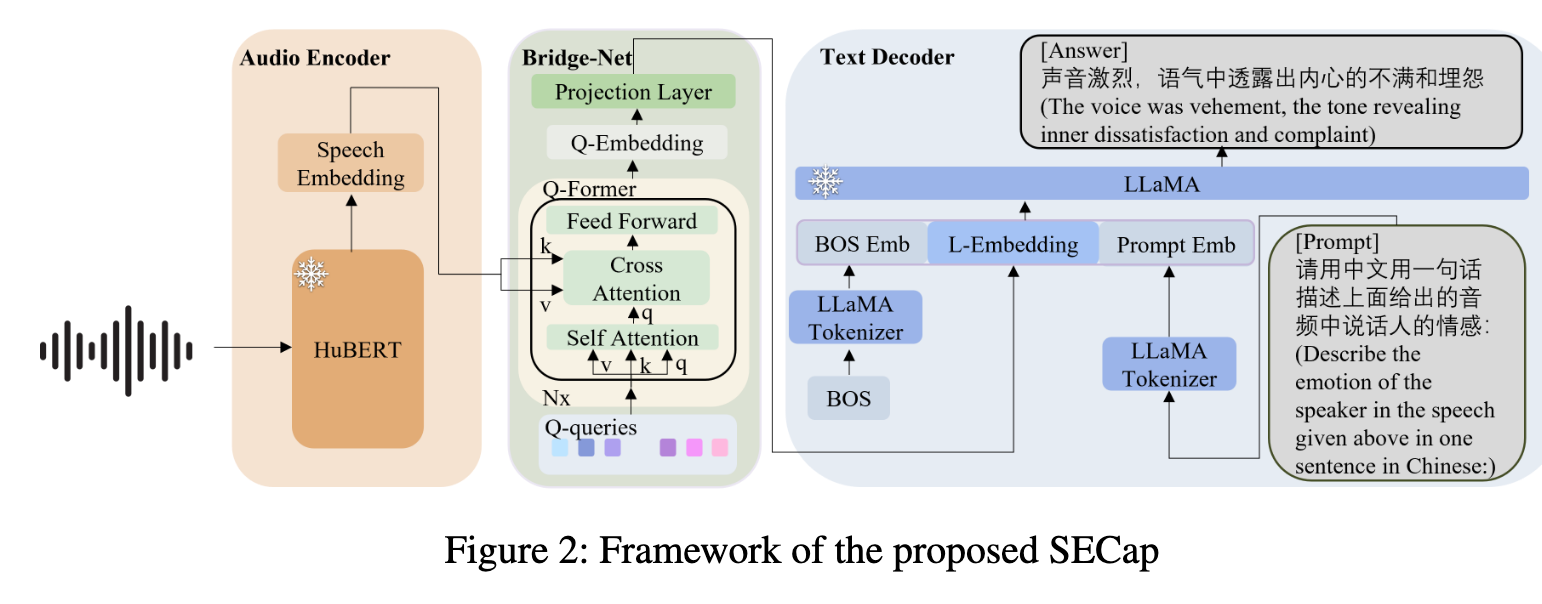 Audio Encoder
Speech
Embedding
HuBERT
Bridge-Net
Projection Layer
Q-Embedding
Q-Former
Feed Forward
k
Cross
Attention
v
q
Self Attention
v k q
Nx
Q-queries
Text Decoder
[Answer]
声音激烈，语气中透露出内心的不满和埋怨
(The voice was vehement, the tone revealing
inner dissatisfaction and complaint)
LLaMA
BOS Emb
L-Embedding
Prompt Emb
LLaMA
Tokenizer
BOS
LLaMA
Tokenizer
[Prompt]
请用中文用一句话
描述上面给出的音
频中说话人的情感：
(Describe the
emotion of the
speaker in the speech
given above in one
sentence in Chinese:)
Figure 2: Framework of the proposed SECap